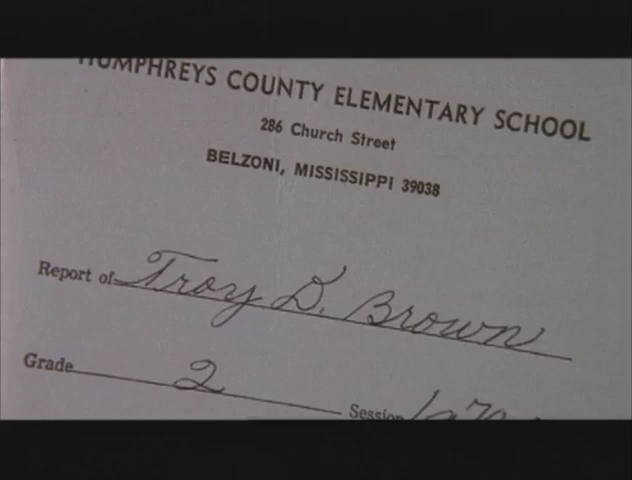 HUMPHREYS COUNTY ELEMENTARY SCHOOL
286 Church Street
BELZONI, MISSISSIPPI 39038
Report of Troy D. Brown
Grade 2
Session